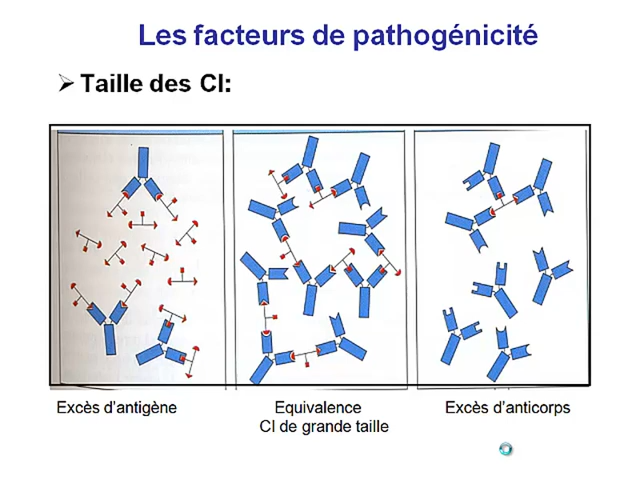 Les facteurs de pathogénicité
Taille des CI:
Excès d'antigène
Equivalence
CI de grande taille
Excès d'anticorps